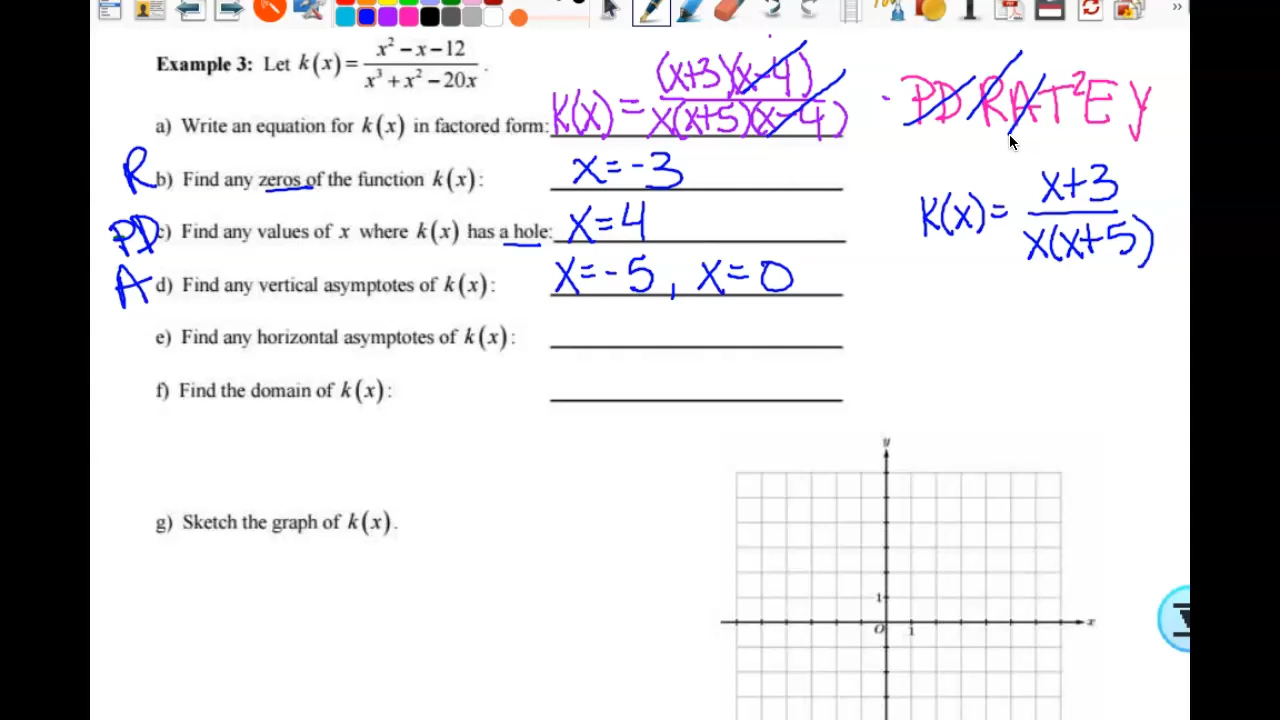 Example 3: Let k(x) = (x² − x − 12)/(x³ + x² − 20x).
a) Write an equation for k(x) in factored form: K(x) = (x+3)(x−4)/x(x+5)(x−4)
· PDRAT²EY
R b) Find any zeros of the function k(x): x = -3
K(x) = x+3/x(x+5)
PD c) Find any values of x where k(x) has a hole: x = 4
A d) Find any vertical asymptotes of k(x): x = -5, x = 0
e) Find any horizontal asymptotes of k(x):
f) Find the domain of k(x):
g) Sketch the graph of k(x).
y
1
O 1 x